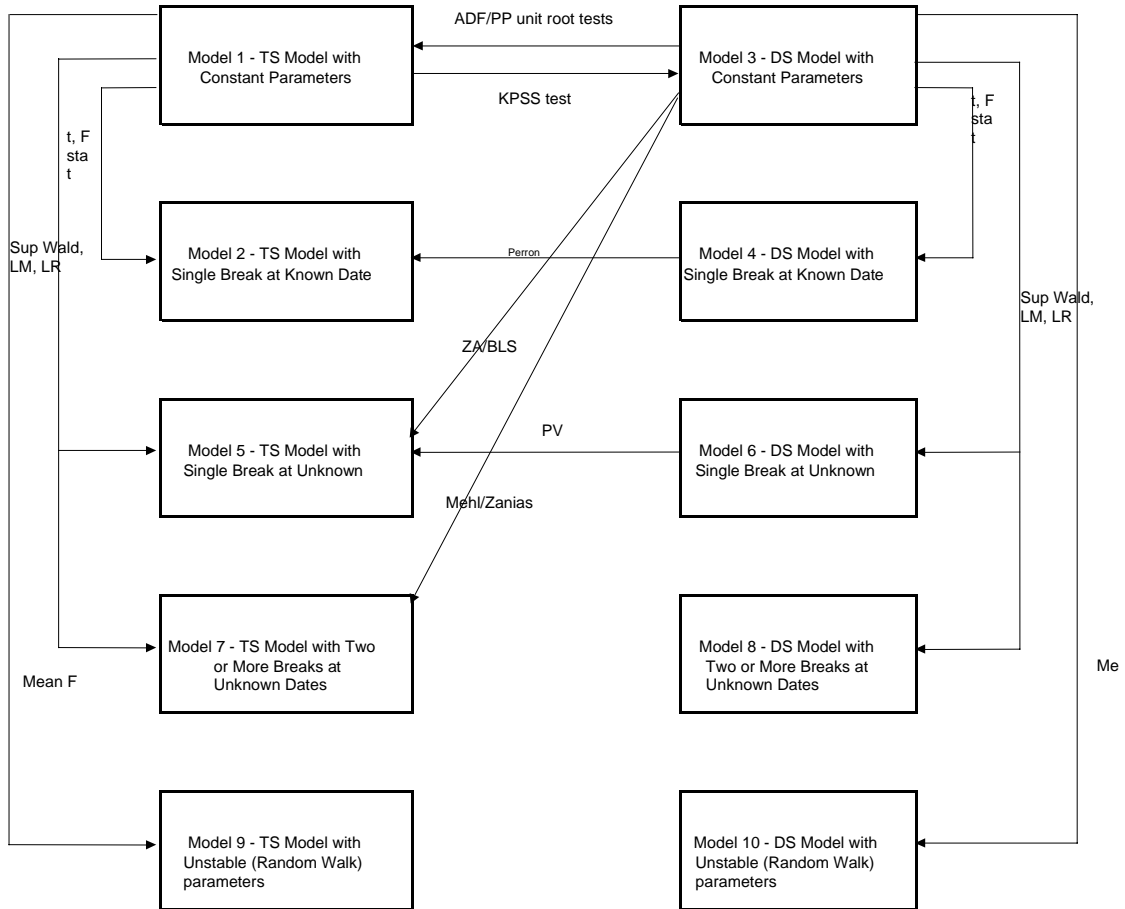 ADF/PP unit root tests
Model 1 - TS Model with
Constant Parameters
Model 3 - DS Model with
Constant Parameters
KPSS test
t, F
sta
t
t, F
sta
t
Sup Wald,
LM, LR
Model 2 - TS Model with
Single Break at Known Date
Perron
Model 4 - DS Model with
Single Break at Known Date
Sup Wald,
LM, LR
ZA/BLS
Model 5 - TS Model with
Single Break at Unknown
PV
Model 6 - DS Model with
Single Break at Unknown
Mehl/Zanias
Model 7 - TS Model with Two
or More Breaks at
Unknown Dates
Model 8 - DS Model with
Two or More Breaks at
Unknown Dates
Mean F
Me
Model 9 - TS Model with
Unstable (Random Walk)
parameters
Model 10 - DS Model with
Unstable (Random Walk)
parameters